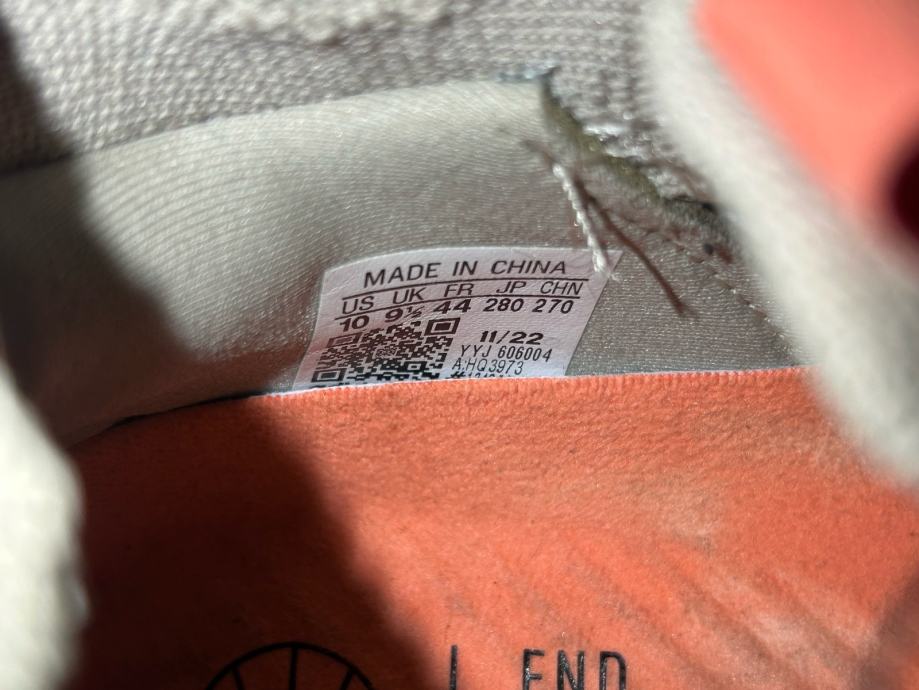 MADE IN CHINA
US UK FR JP CHN
10 9½ 44 280 270
11/22
YYJ 606004
A:HQ3973
END